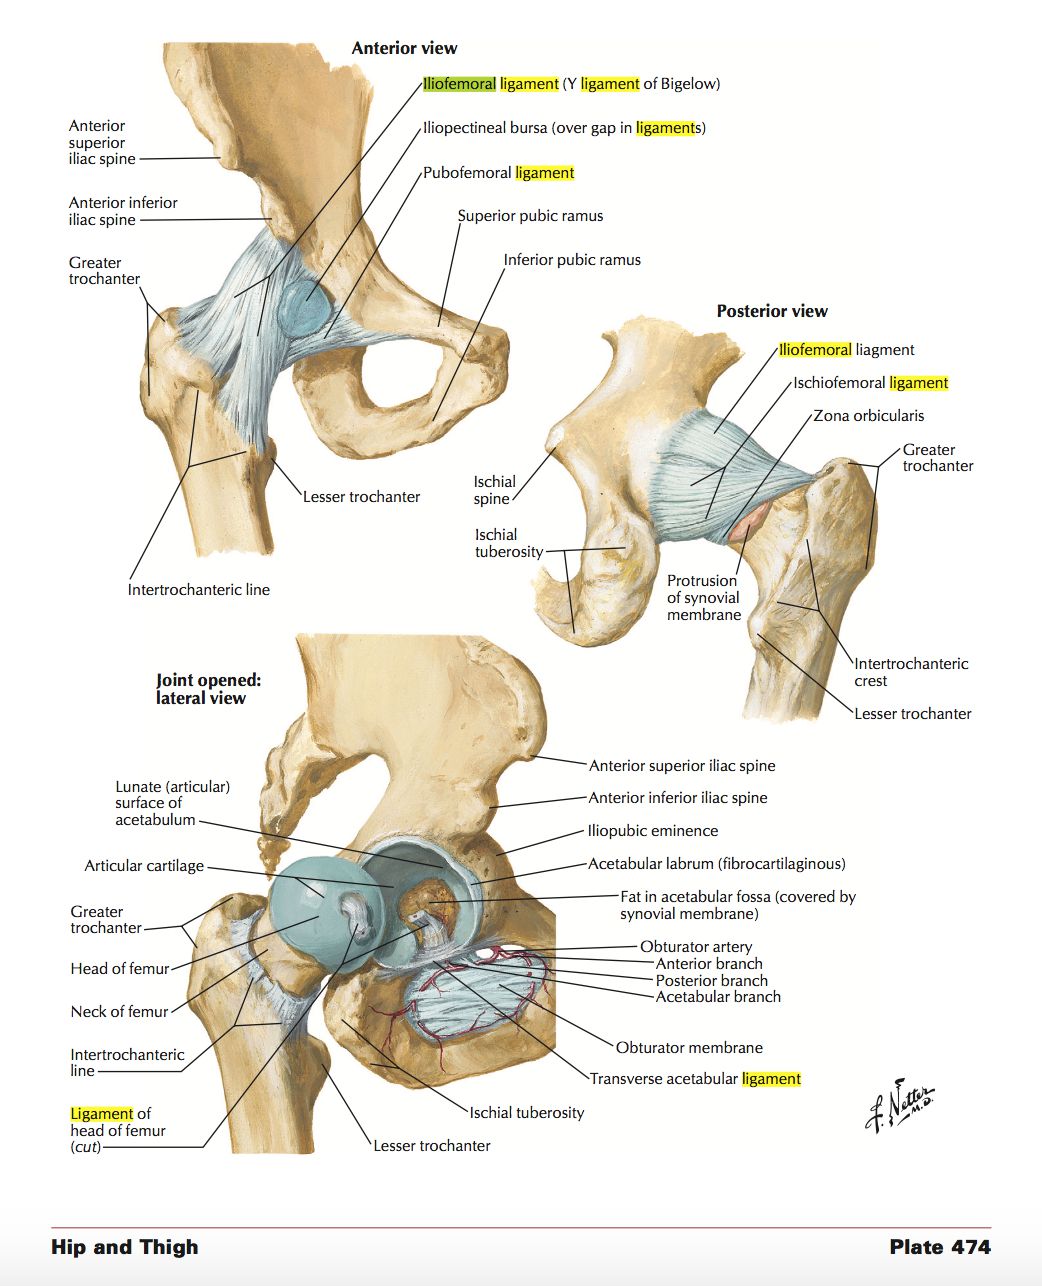 Anterior view
Iliofemoral ligament (Y ligament of Bigelow)
Iliopectineal bursa (over gap in ligaments)
Pubofemoral ligament
Superior pubic ramus
Inferior pubic ramus
Anterior
superior
iliac spine
Anterior inferior
iliac spine
Greater
trochanter
Lesser trochanter
Intertrochanteric line
Posterior view
Iliofemoral liagment
Ischiofemoral ligament
Zona orbicularis
Greater
trochanter
Ischial
spine
Ischial
tuberosity
Protrusion
of synovial
membrane
Intertrochanteric
crest
Lesser trochanter
Joint opened:
lateral view
Lunate (articular)
surface of
acetabulum
Articular cartilage
Greater
trochanter
Head of femur
Neck of femur
Intertrochanteric
line
Ligament of
head of femur
(cut)
Anterior superior iliac spine
Anterior inferior iliac spine
Iliopubic eminence
Acetabular labrum (fibrocartilaginous)
Fat in acetabular fossa (covered by
synovial membrane)
Obturator artery
Anterior branch
Posterior branch
Acetabular branch
Obturator membrane
Transverse acetabular ligament
Ischial tuberosity
Lesser trochanter
F. Netter
M.D.
Hip and Thigh
Plate 474